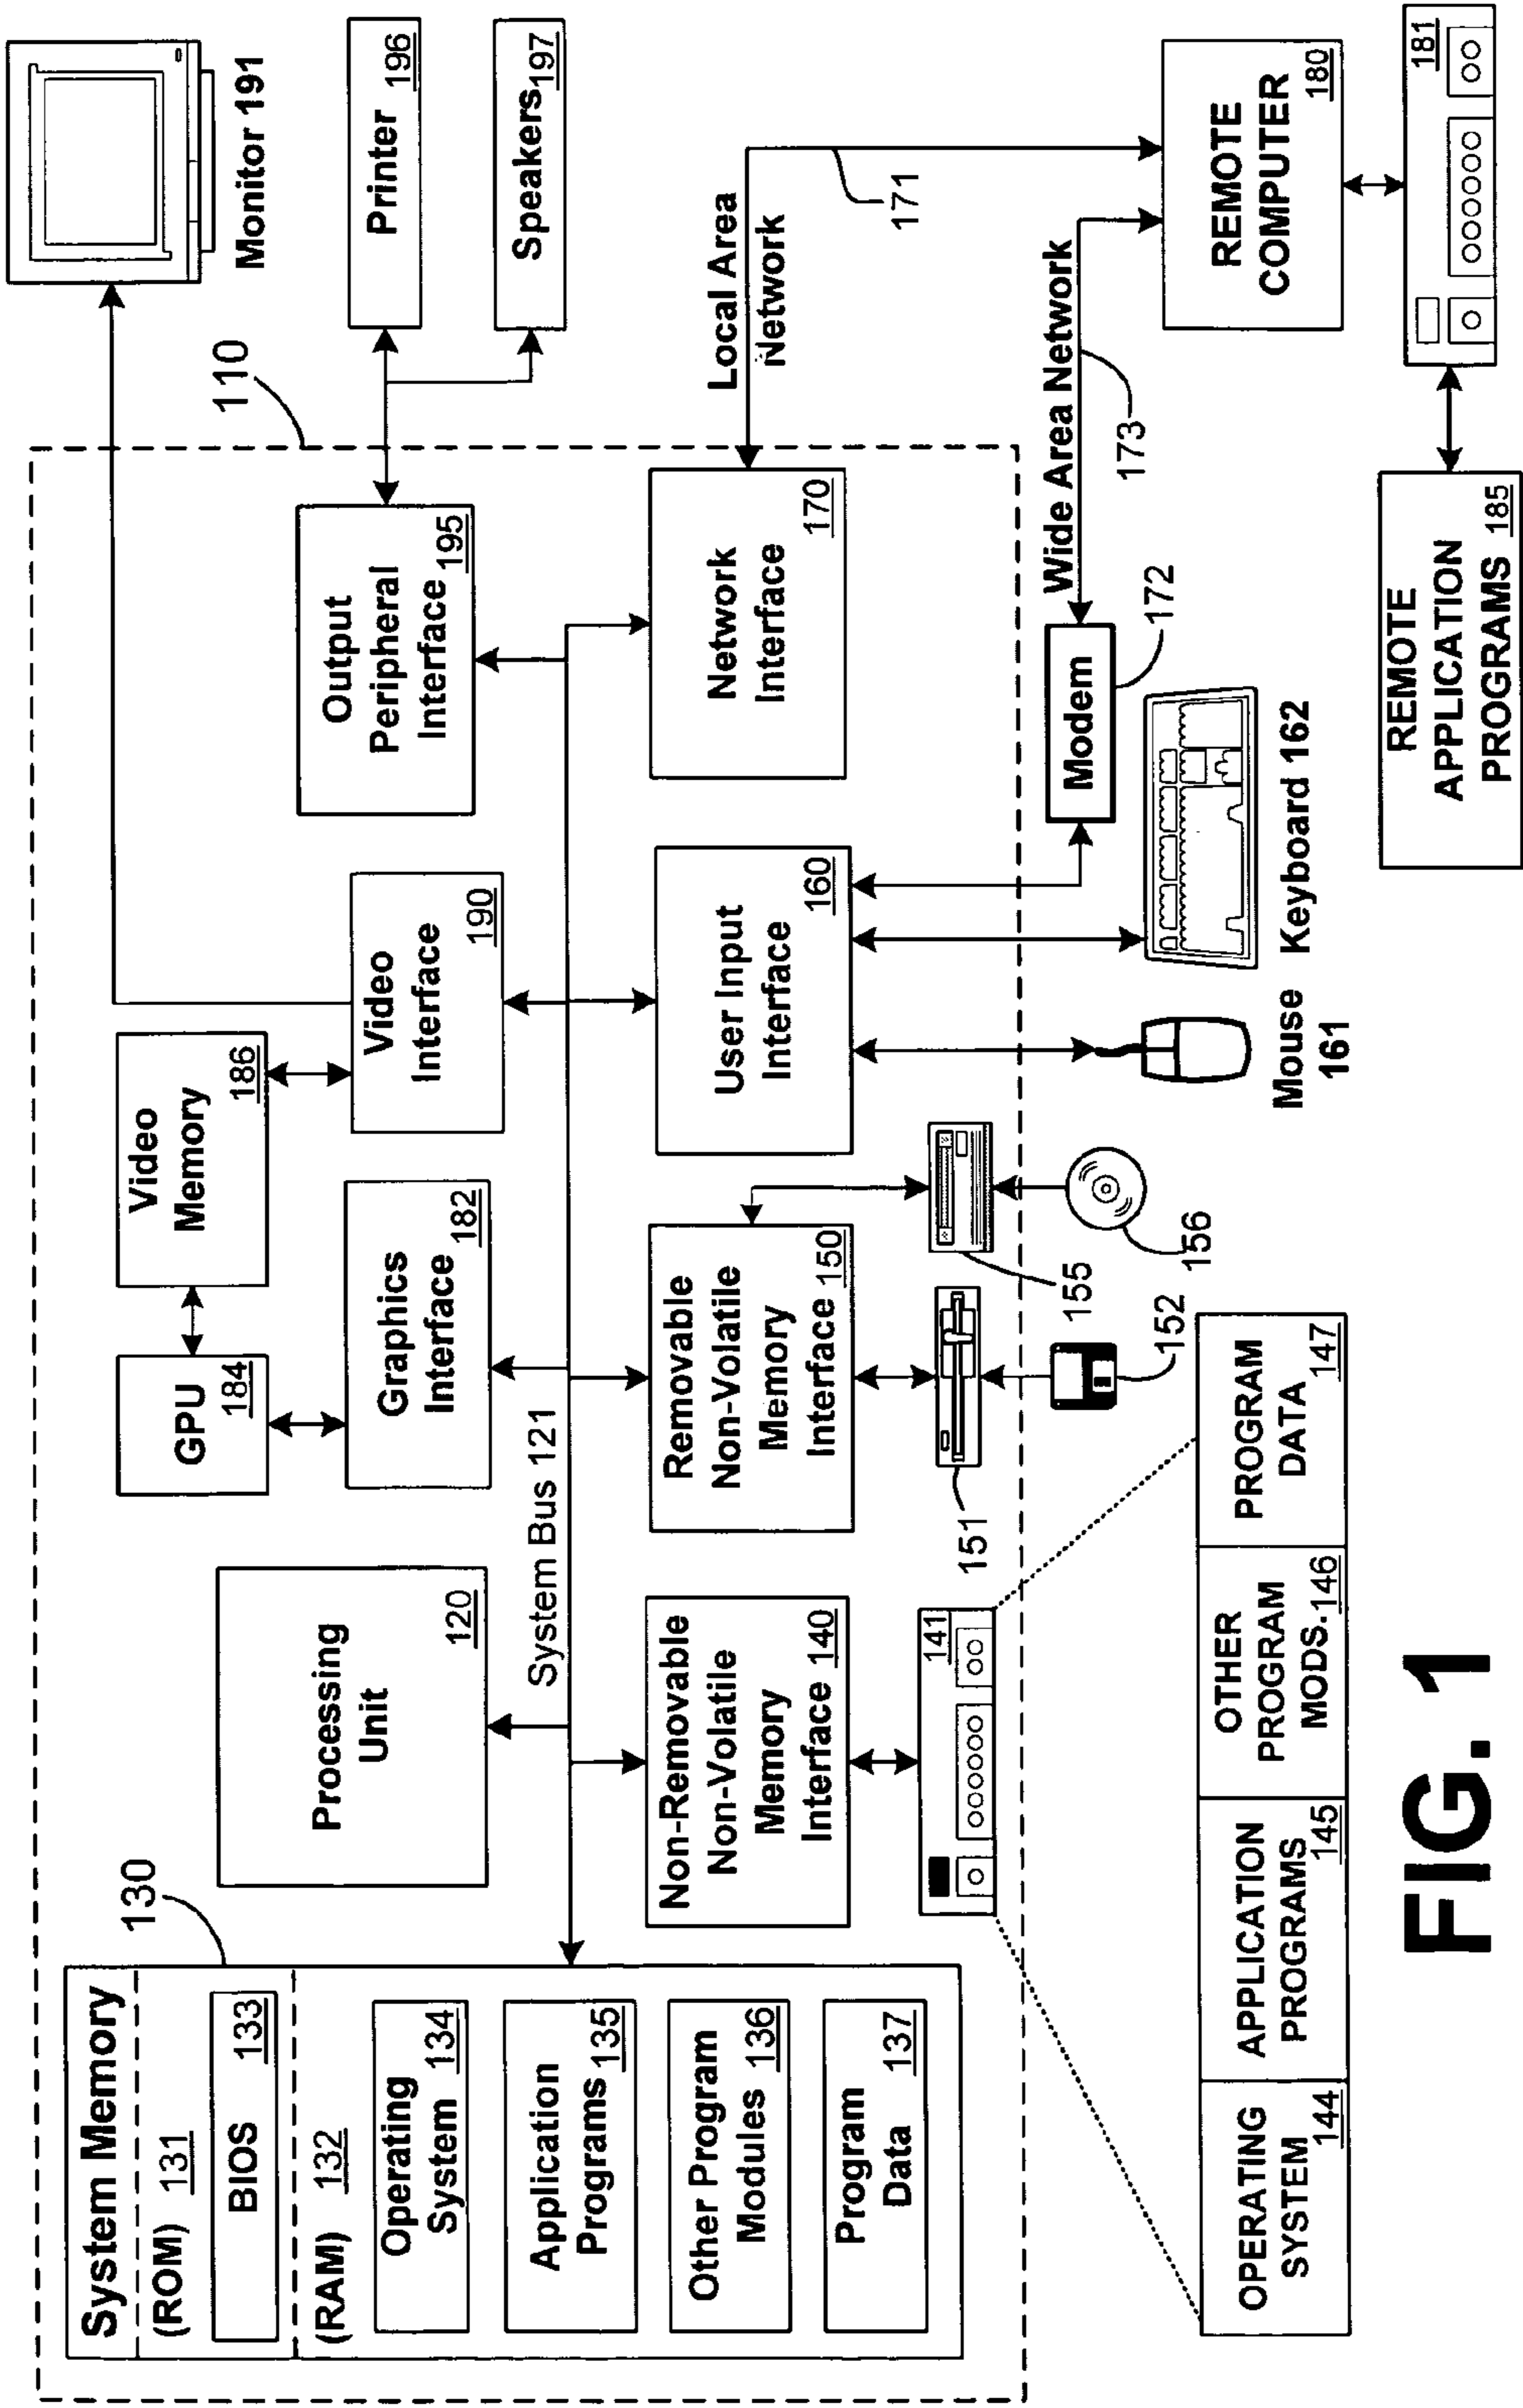 System Memory
(ROM) 131
BIOS 133
(RAM) 132
Operating
System 134
Application
Programs 135
Other Program
Modules 136
Program
Data 137
130
Processing
Unit
120
System Bus 121
GPU
184
Video
Memory
186
Graphics
Interface
182
Video
Interface
190
Output
Peripheral
Interface 195
110
Monitor 191
Printer
196
Speakers 197
Non-Removable
Non-Volatile
Memory
Interface 140
Removable
Non-Volatile
Memory
Interface 150
User Input
Interface
160
Network
Interface
170
Local Area
Network
171
Wide Area Network
173
Modem
172
141
151
152
155
156
Mouse
161
Keyboard 162
REMOTE
COMPUTER
180
181
REMOTE
APPLICATION
PROGRAMS 185
OPERATING
SYSTEM 144
APPLICATION
PROGRAMS 145
OTHER
PROGRAM
MODS. 146
PROGRAM
DATA 147
FIG. 1